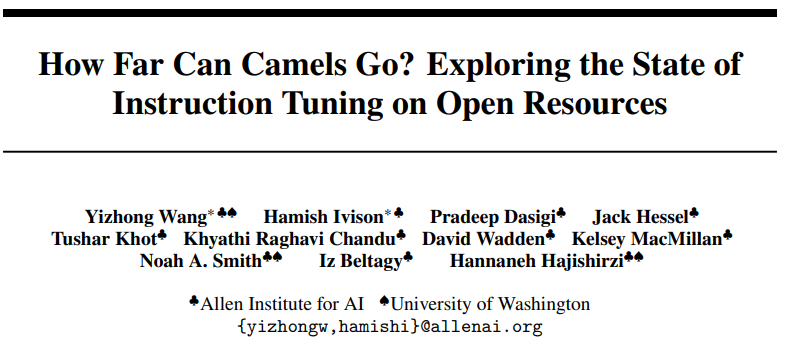 How Far Can Camels Go? Exploring the State of
Instruction Tuning on Open Resources
Yizhong Wang*♣♠ Hamish Ivison*♣ Pradeep Dasigi♣ Jack Hessel♣
Tushar Khot♣ Khyathi Raghavi Chandu♣ David Wadden♣ Kelsey MacMillan♣
Noah A. Smith♣♠ Iz Beltagy♣ Hannaneh Hajishirzi♣♠
♣Allen Institute for AI ♠University of Washington
{yizhongw,hamishi}@allenai.org